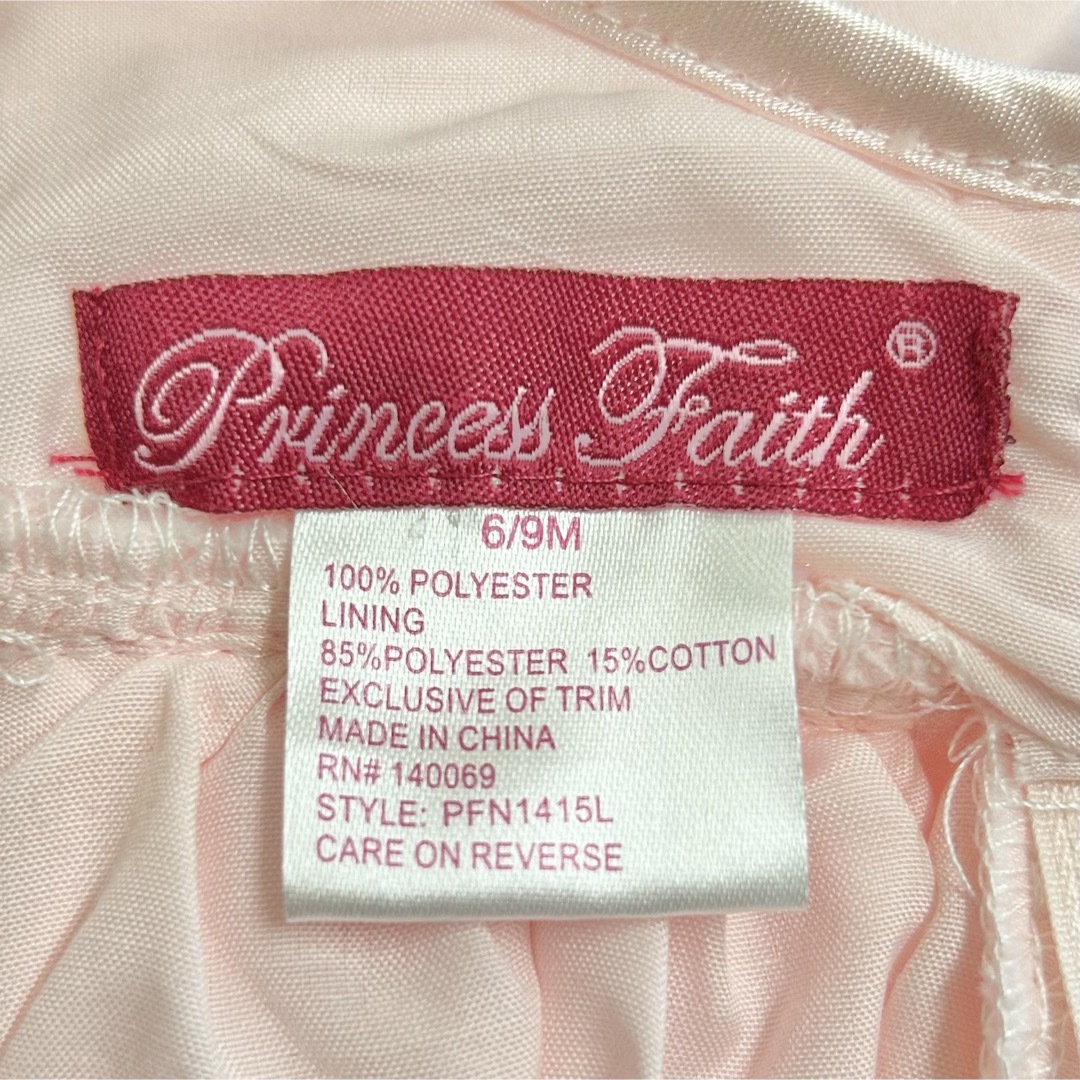 Princess Faith ®
6/9M
100% POLYESTER
LINING
85%POLYESTER 15%COTTON
EXCLUSIVE OF TRIM
MADE IN CHINA
RN# 140069
STYLE: PFN1415L
CARE ON REVERSE